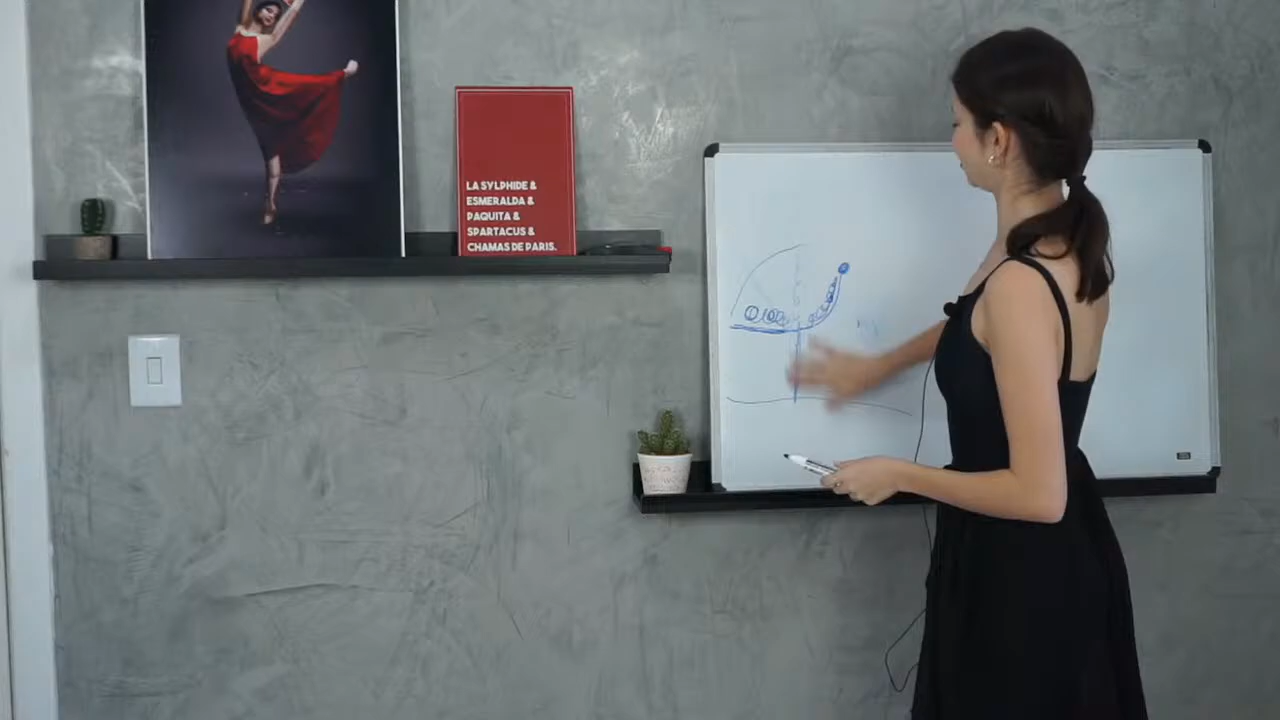 LA SYLPHIDE &
ESMERALDA &
PAQUITA &
SPARTACUS &
CHAMAS DE PARIS.